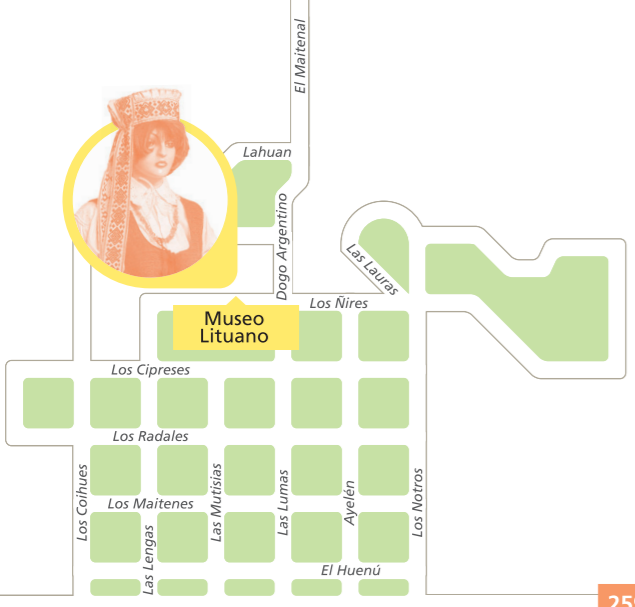 El Maitenal
Lahuan
Dogo Argentino
Las Lauras
Los Ñires
Museo
Lituano
Los Cipreses
Los Radales
Los Coihues
Las Mutisias
Las Lumas
Ayelén
Los Notros
Los Maitenes
Las Lengas
El Huenú